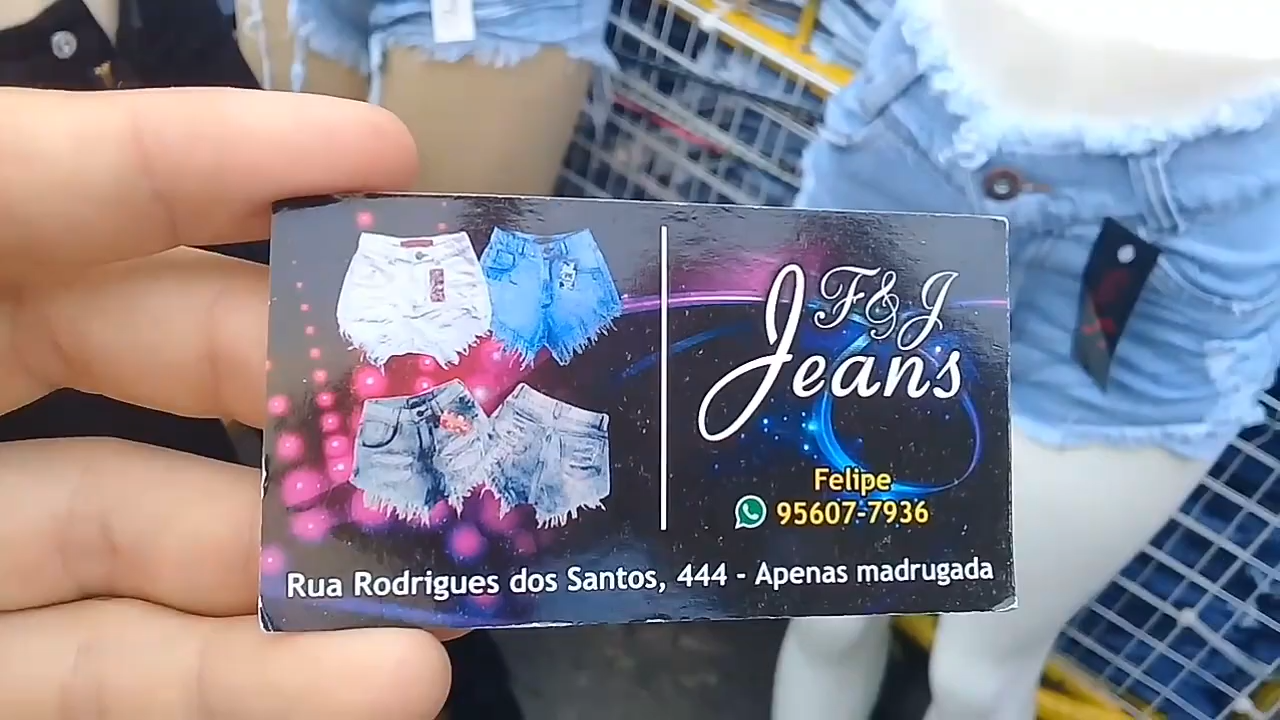 F&J
Jeans
Felipe
95607-7936
Rua Rodrigues dos Santos, 444 - Apenas madrugada